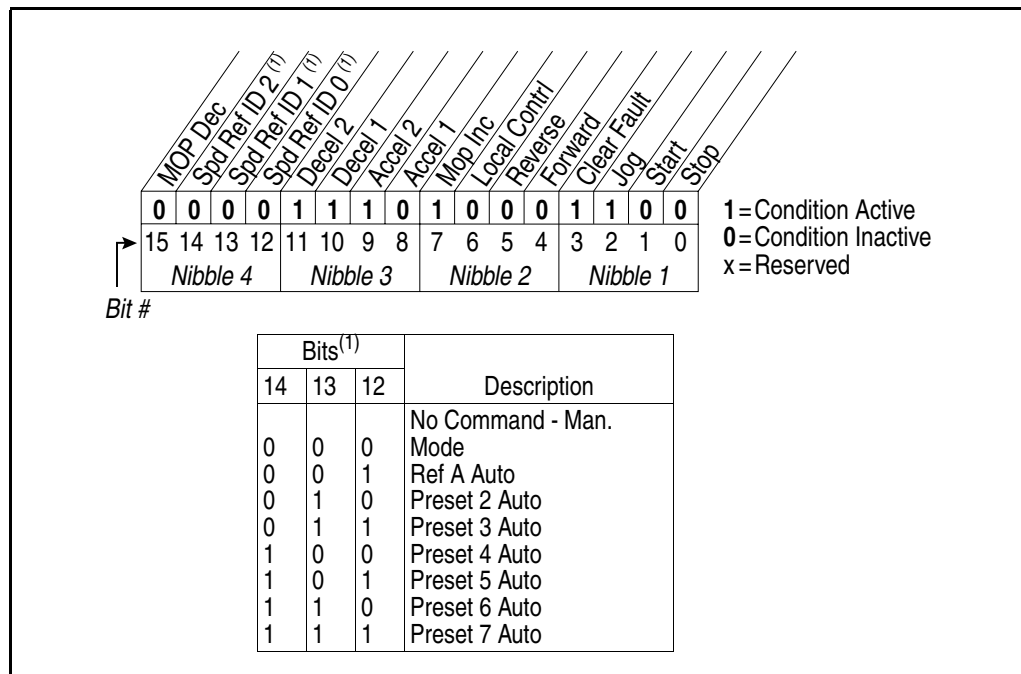 MOP Dec
Spd Ref ID 2 (1)
Spd Ref ID 1 (1)
Spd Ref ID 0 (1)
Decel 2
Decel 1
Accel 2
Accel 1
Mop Inc
Local Contrl
Reverse
Forward
Clear Fault
Jog
Start
Stop
0 0 0 0 1 1 1 0 1 0 0 0 1 1 0 0
15 14 13 12 11 10 9 8 7 6 5 4 3 2 1 0
Nibble 4 Nibble 3 Nibble 2 Nibble 1
Bit #
1=Condition Active
0=Condition Inactive
x=Reserved
Bits(1)
14 13 12 Description
No Command - Man.
0 0 0 Mode
0 0 1 Ref A Auto
0 1 0 Preset 2 Auto
0 1 1 Preset 3 Auto
1 0 0 Preset 4 Auto
1 0 1 Preset 5 Auto
1 1 0 Preset 6 Auto
1 1 1 Preset 7 Auto